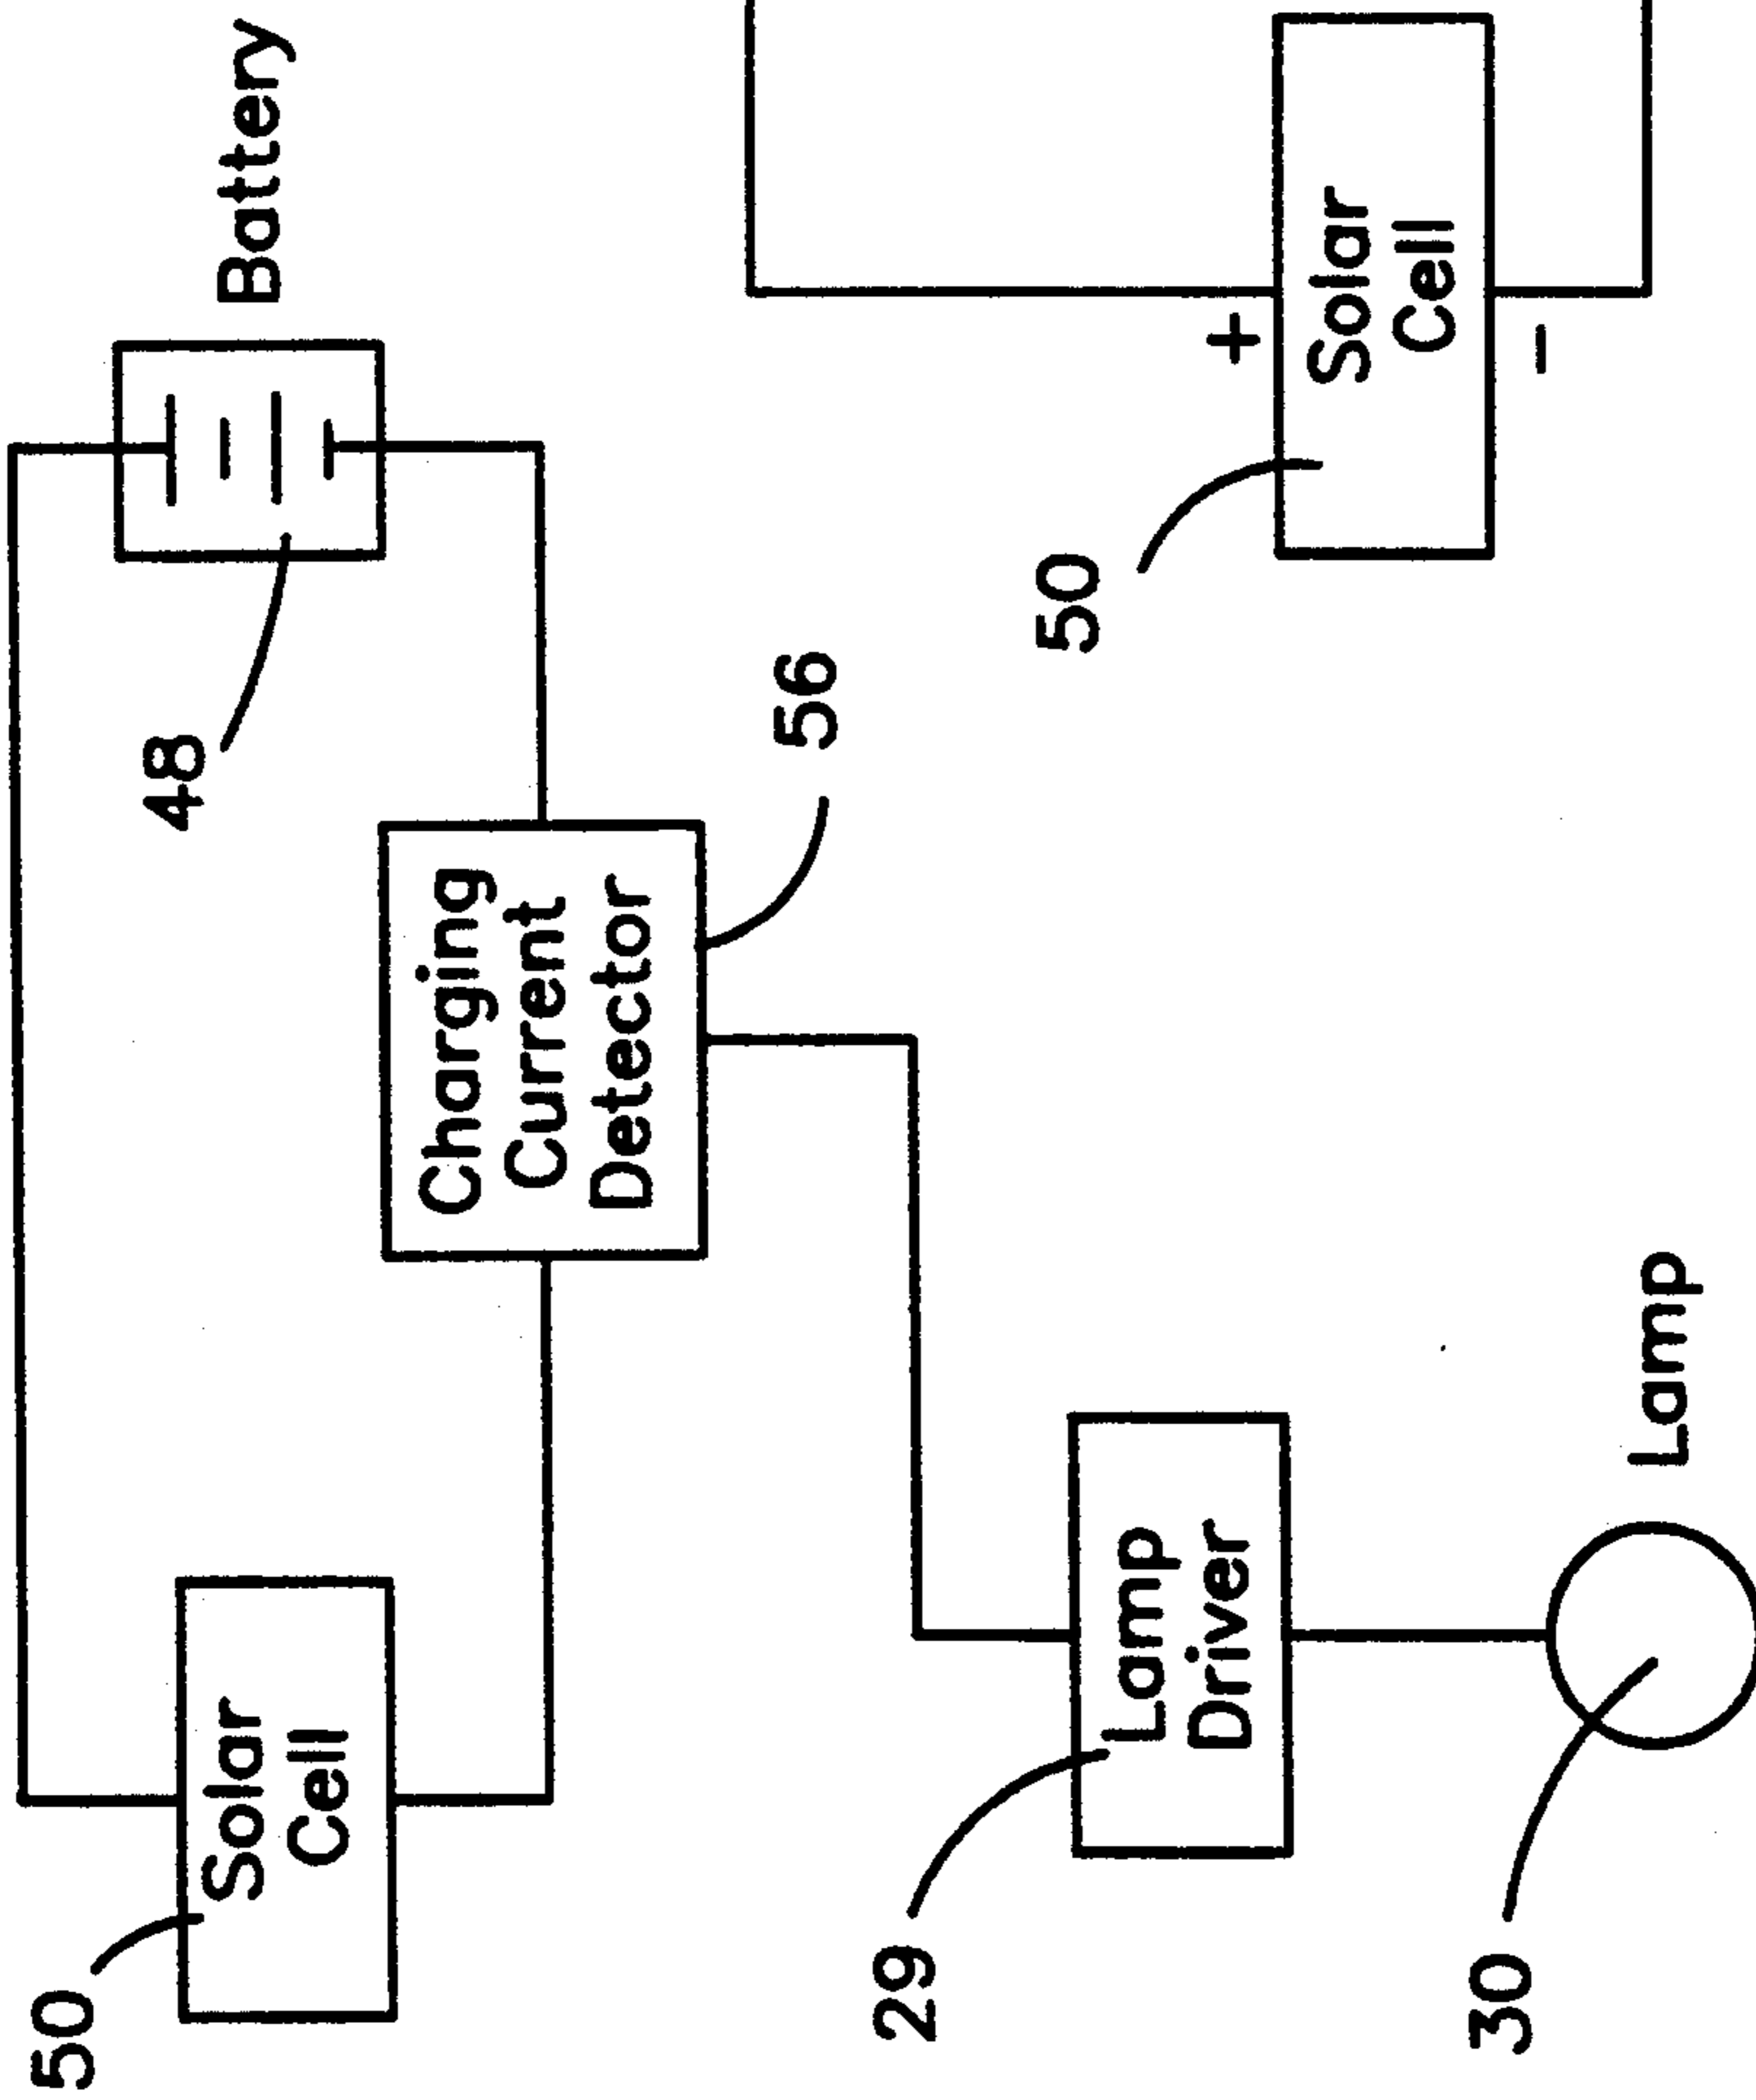 50
Solar
Cell
48
Battery
Charging
Current
Detector
56
29
Lamp
Driver
30
Lamp
50
+
Solar
Cell
−